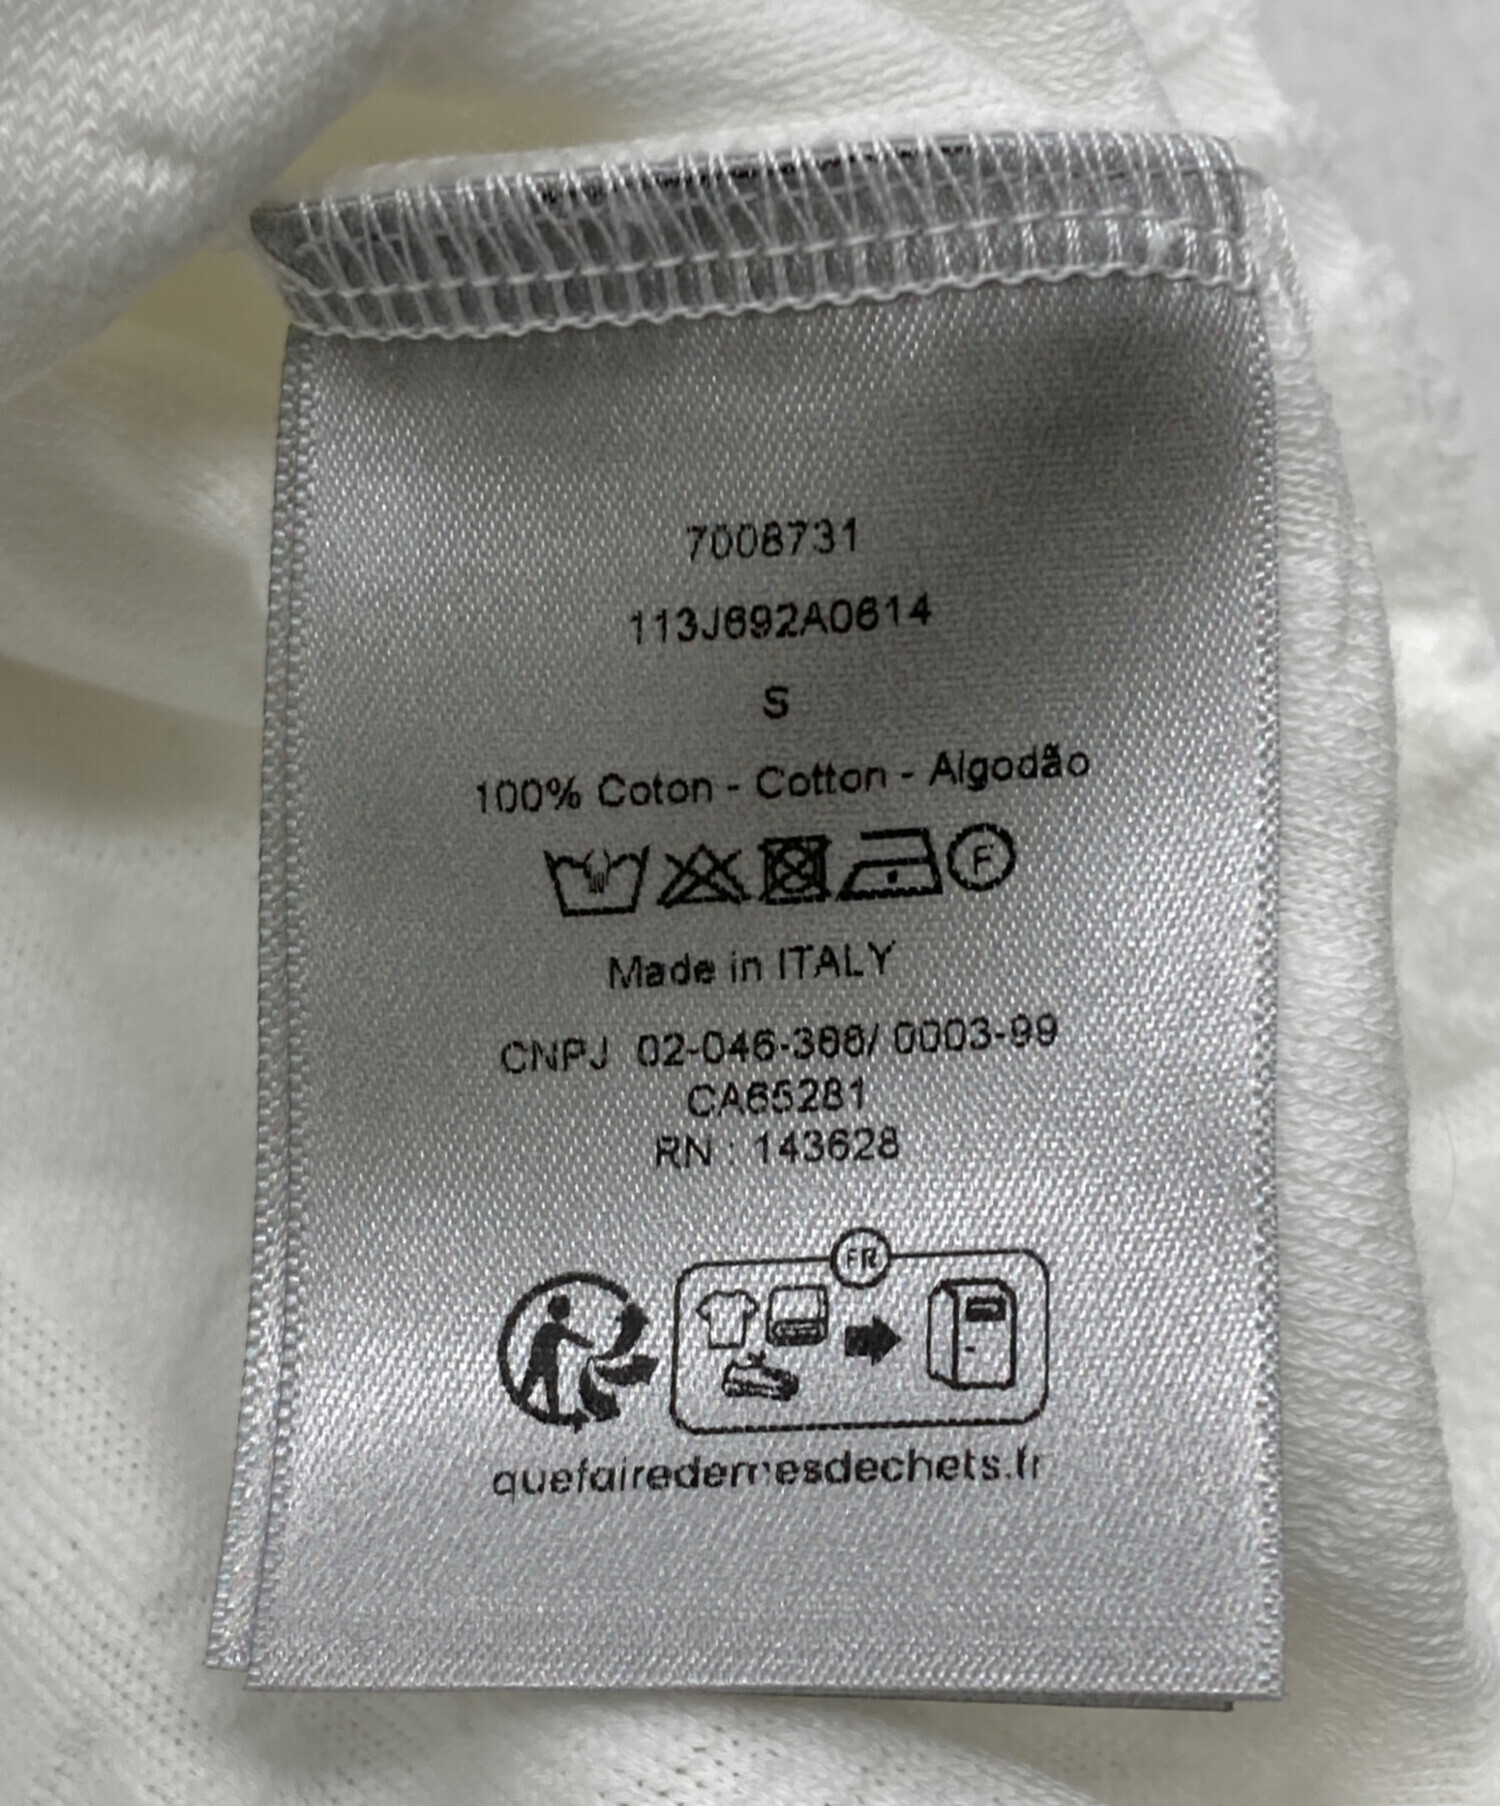 7008731
113J692A0614
S
100% Coton - Cotton - Algodão
F
Made in ITALY
CNPJ 02-046-366/ 0003-99
CA65281
RN : 143628
FR
quefairedemesdechets.fr